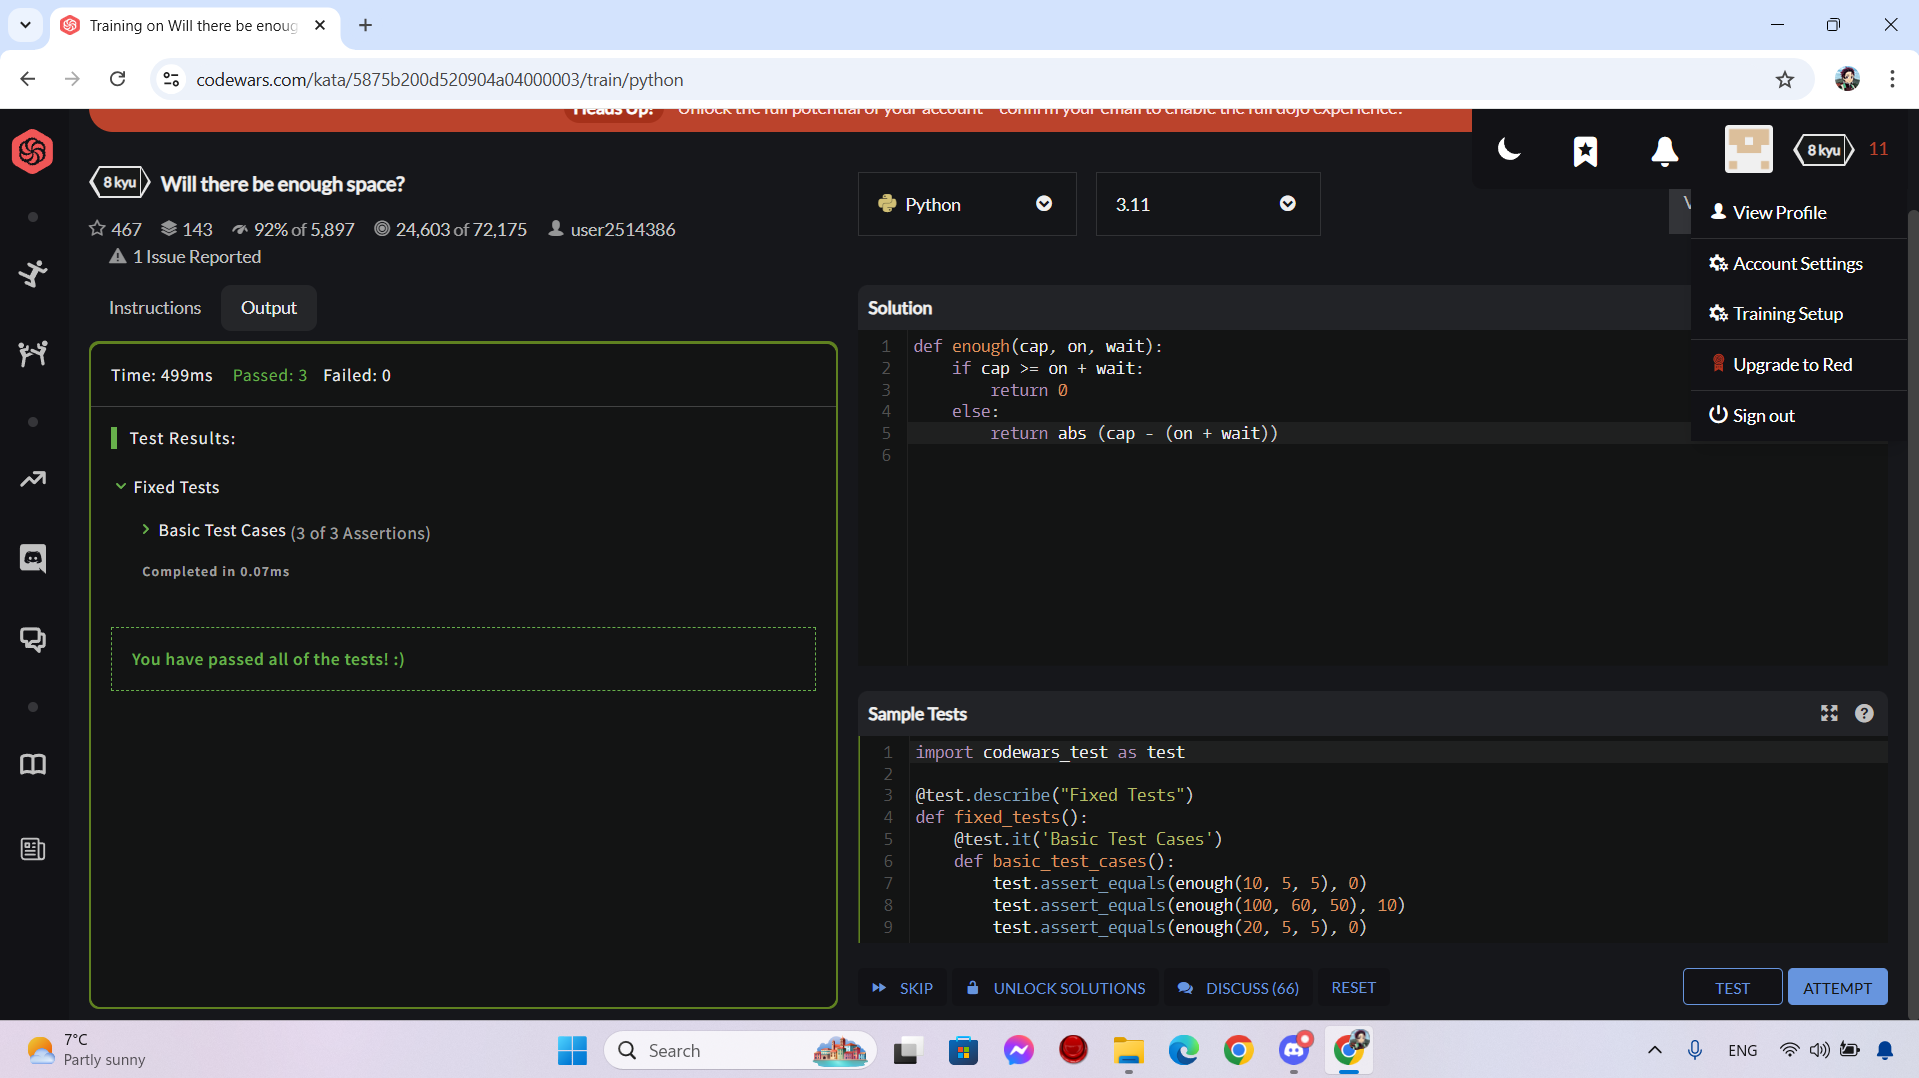 Training on Will there be enoug
codewars.com/kata/5875b200d520904a04000003/train/python
Heads Up! Unlock the full potential of your account - confirm your email to enable the full dojo experience.
8 kyu Will there be enough space?
467 143 92% of 5,897 24,603 of 72,175 user2514386
1 Issue Reported
Instructions Output
Time: 499ms Passed: 3 Failed: 0
Test Results:
Fixed Tests
Basic Test Cases (3 of 3 Assertions)
Completed in 0.07ms
You have passed all of the tests! :)
Python 3.11
8 kyu 11
View Profile
Account Settings
Training Setup
Upgrade to Red
Sign out
Solution
1 def enough(cap, on, wait):
2 if cap >= on + wait:
3 return 0
4 else:
5 return abs (cap - (on + wait))
6
Sample Tests
1 import codewars_test as test
2
3 @test.describe("Fixed Tests")
4 def fixed_tests():
5 @test.it('Basic Test Cases')
6 def basic_test_cases():
7 test.assert_equals(enough(10, 5, 5), 0)
8 test.assert_equals(enough(100, 60, 50), 10)
9 test.assert_equals(enough(20, 5, 5), 0)
SKIP UNLOCK SOLUTIONS DISCUSS (66) RESET TEST ATTEMPT
7°C
Partly sunny
Search
ENG